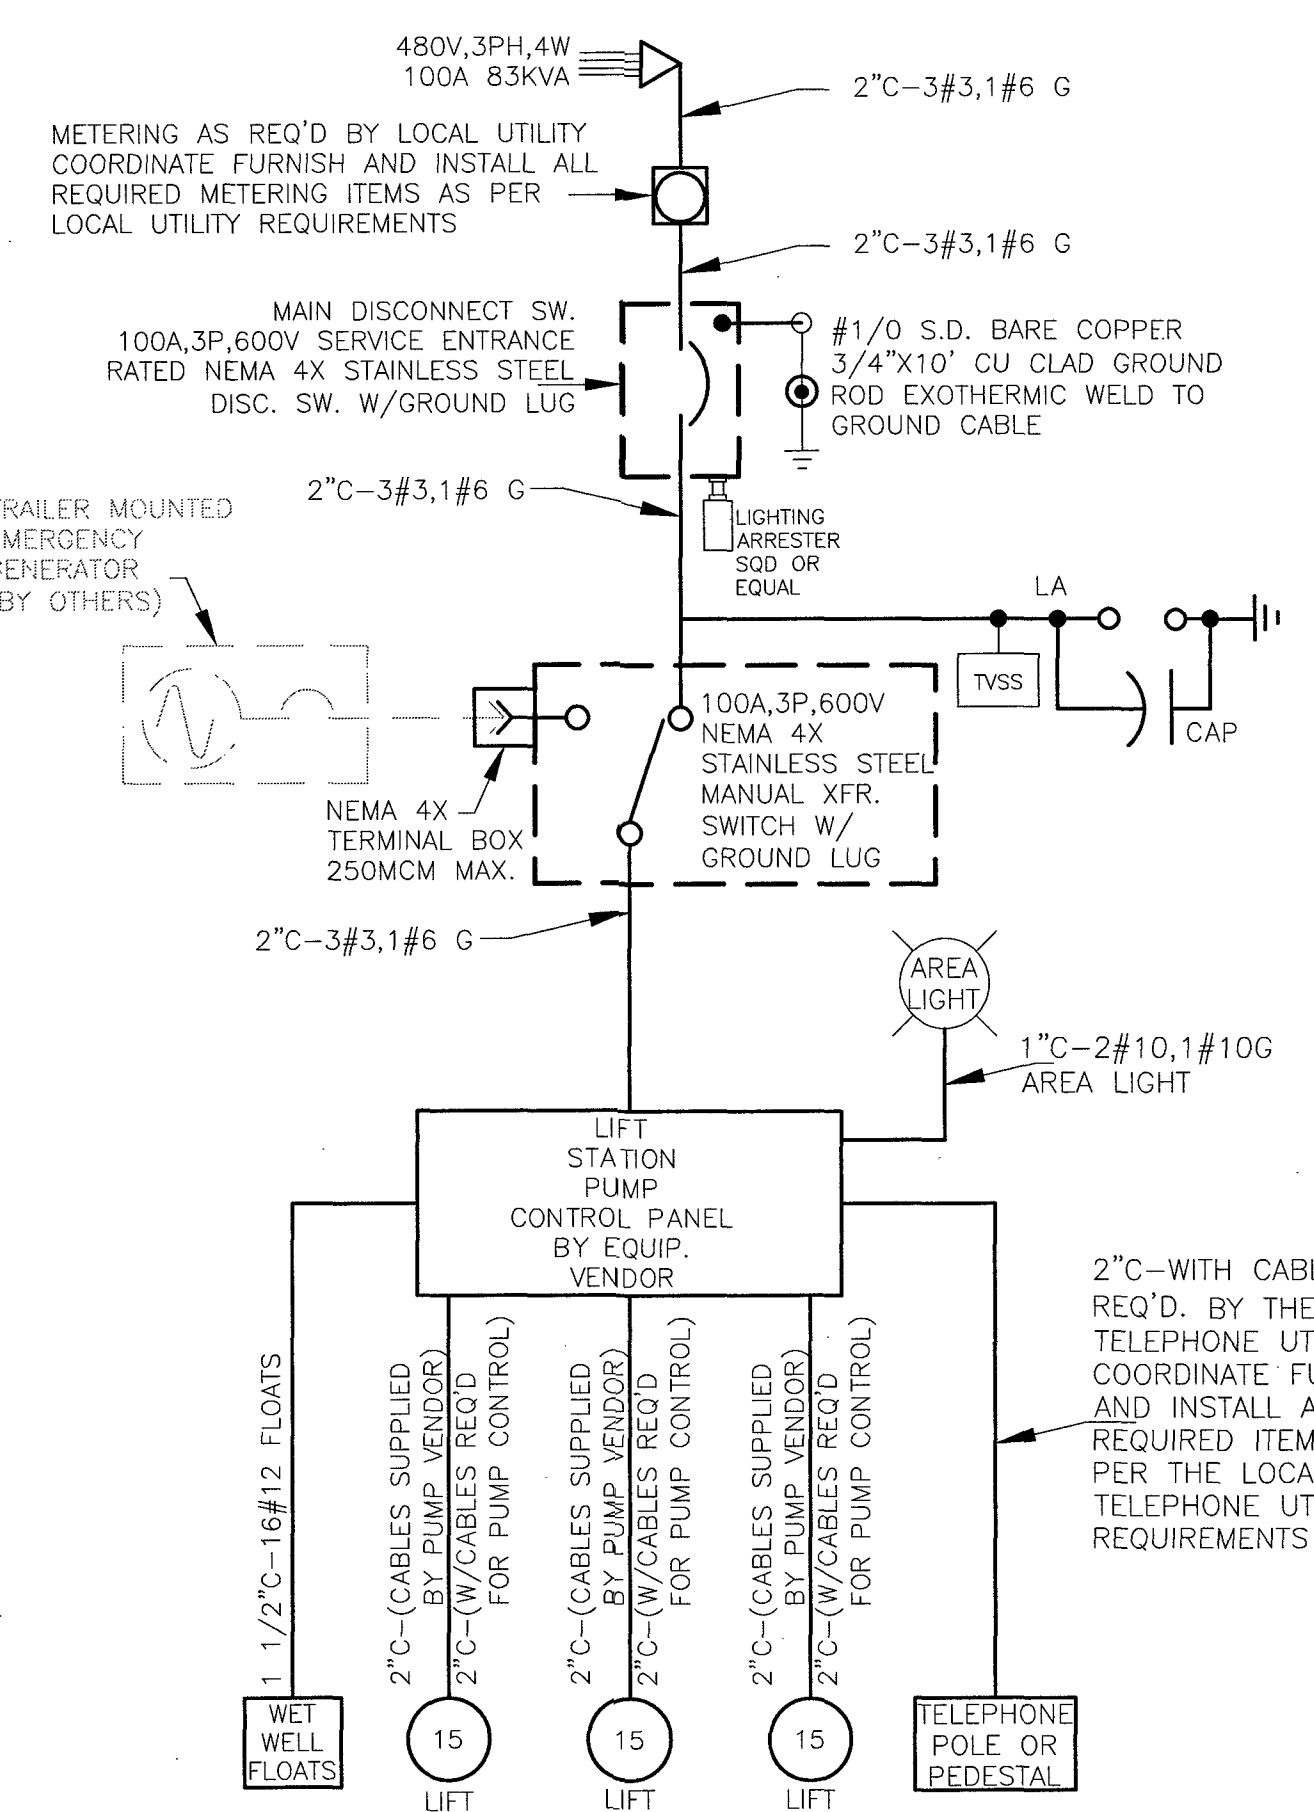 480V,3PH,4W
100A 83KVA
2"C-3#3,1#6 G
METERING AS REQ'D BY LOCAL UTILITY
COORDINATE FURNISH AND INSTALL ALL
REQUIRED METERING ITEMS AS PER
LOCAL UTILITY REQUIREMENTS
2"C-3#3,1#6 G
MAIN DISCONNECT SW.
100A,3P,600V SERVICE ENTRANCE
RATED NEMA 4X STAINLESS STEEL
DISC. SW. W/GROUND LUG
#1/0 S.D. BARE COPPER
3/4"X10' CU CLAD GROUND
ROD EXOTHERMIC WELD TO
GROUND CABLE
2"C-3#3,1#6 G
LIGHTING
ARRESTER
SQD OR
EQUAL
RAILER MOUNTED
MERGENCY
ENERATOR
BY OTHERS)
LA
TVSS
CAP
100A,3P,600V
NEMA 4X
STAINLESS STEEL
MANUAL XFR.
SWITCH W/
GROUND LUG
NEMA 4X
TERMINAL BOX
250MCM MAX.
2"C-3#3,1#6 G
AREA
LIGHT
1"C-2#10,1#10G
AREA LIGHT
LIFT
STATION
PUMP
CONTROL PANEL
BY EQUIP.
VENDOR
2"C-WITH CABL
REQ'D. BY THE
TELEPHONE UT
COORDINATE FU
AND INSTALL A
REQUIRED ITEM
PER THE LOCA
TELEPHONE UT
REQUIREMENTS
1 1/2"C-16#12 FLOATS
2"C-(CABLES SUPPLIED
BY PUMP VENDOR)
2"C-(W/CABLES REQ'D
FOR PUMP CONTROL)
2"C-(CABLES SUPPLIED
BY PUMP VENDOR)
2"C-(W/CABLES REQ'D
FOR PUMP CONTROL)
2"C-(CABLES SUPPLIED
BY PUMP VENDOR)
2"C-(W/CABLES REQ'D
FOR PUMP CONTROL)
WET
WELL
FLOATS
15
LIFT
15
LIFT
15
LIFT
TELEPHONE
POLE OR
PEDESTAL